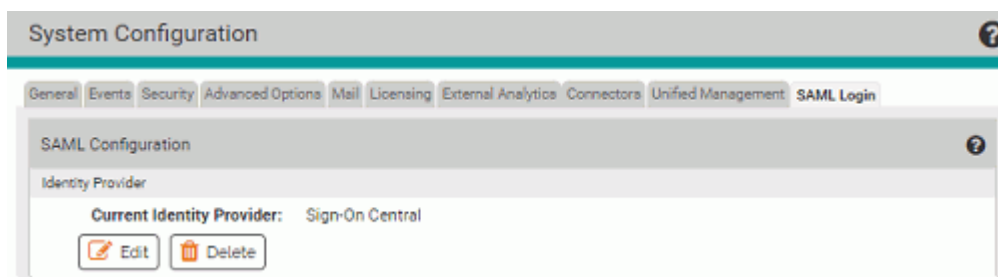 System Configuration ?
General Events Security Advanced Options Mail Licensing External Analytics Connectors Unified Management SAML Login
SAML Configuration ?
Identity Provider
Current Identity Provider: Sign-On Central
Edit Delete